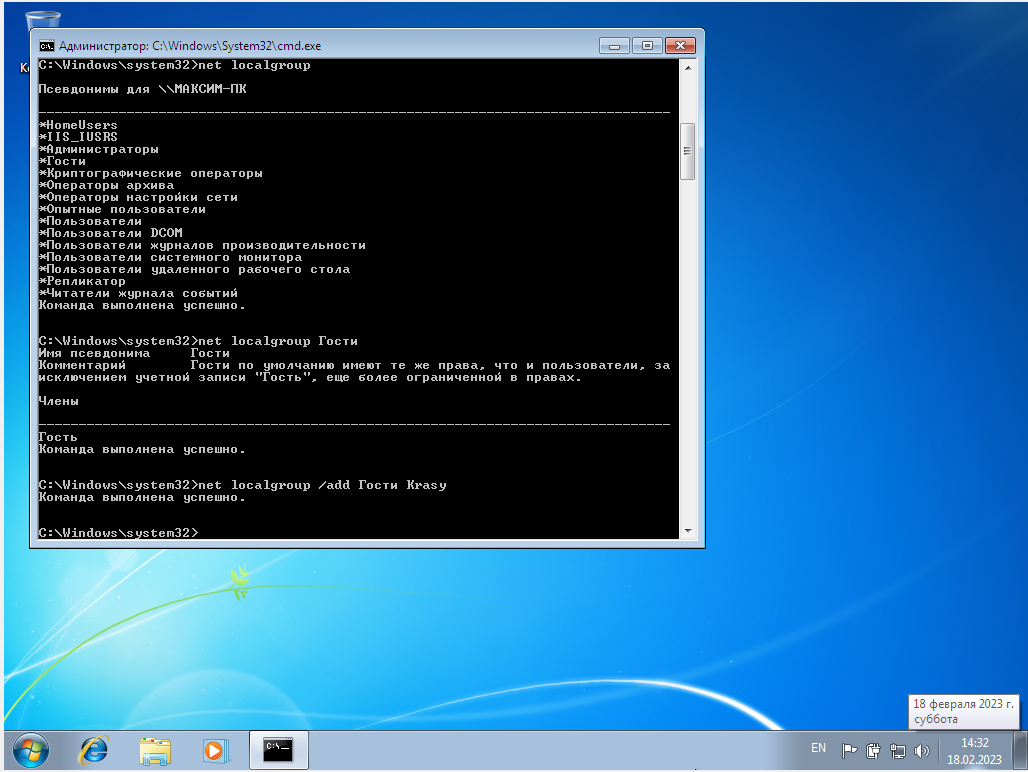 Администратор: C:\Windows\System32\cmd.exe
C:\Windows\system32>net localgroup
Псевдонимы для \\МАКСИМ-ПК
-------------------------------------------------------------------------------
*HomeUsers
*IIS_IUSRS
*Администраторы
*Гости
*Криптографические операторы
*Операторы архива
*Операторы настройки сети
*Опытные пользователи
*Пользователи
*Пользователи DCOM
*Пользователи журналов производительности
*Пользователи системного монитора
*Пользователи удаленного рабочего стола
*Репликатор
*Читатели журнала событий
Команда выполнена успешно.
C:\Windows\system32>net localgroup Гости
Имя псевдонима     Гости
Комментарий        Гости по умолчанию имеют те же права, что и пользователи, за
исключением учетной записи "Гость", еще более ограниченной в правах.
Члены
-------------------------------------------------------------------------------
Гость
Команда выполнена успешно.
C:\Windows\system32>net localgroup /add Гости Krasy
Команда выполнена успешно.
C:\Windows\system32>
18 февраля 2023 г.
суббота
EN
14:32
18.02.2023